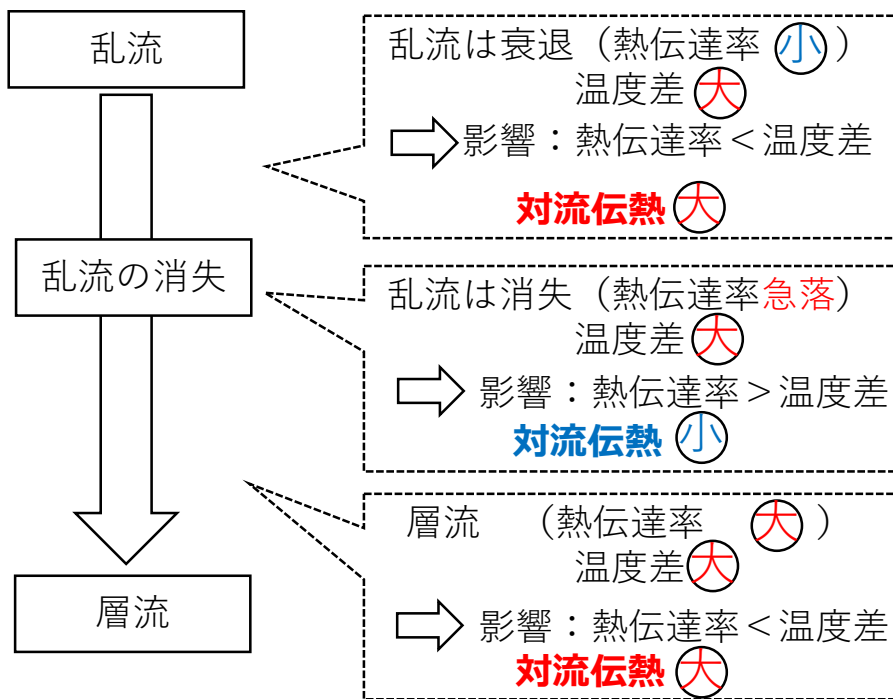 乱流
乱流の消失
層流
乱流は衰退（熱伝達率 小）
温度差 大
影響：熱伝達率＜温度差
対流伝熱 大
乱流は消失（熱伝達率急落）
温度差 大
影響：熱伝達率＞温度差
対流伝熱 小
層流 （熱伝達率 大）
温度差 大
影響：熱伝達率＜温度差
対流伝熱 大